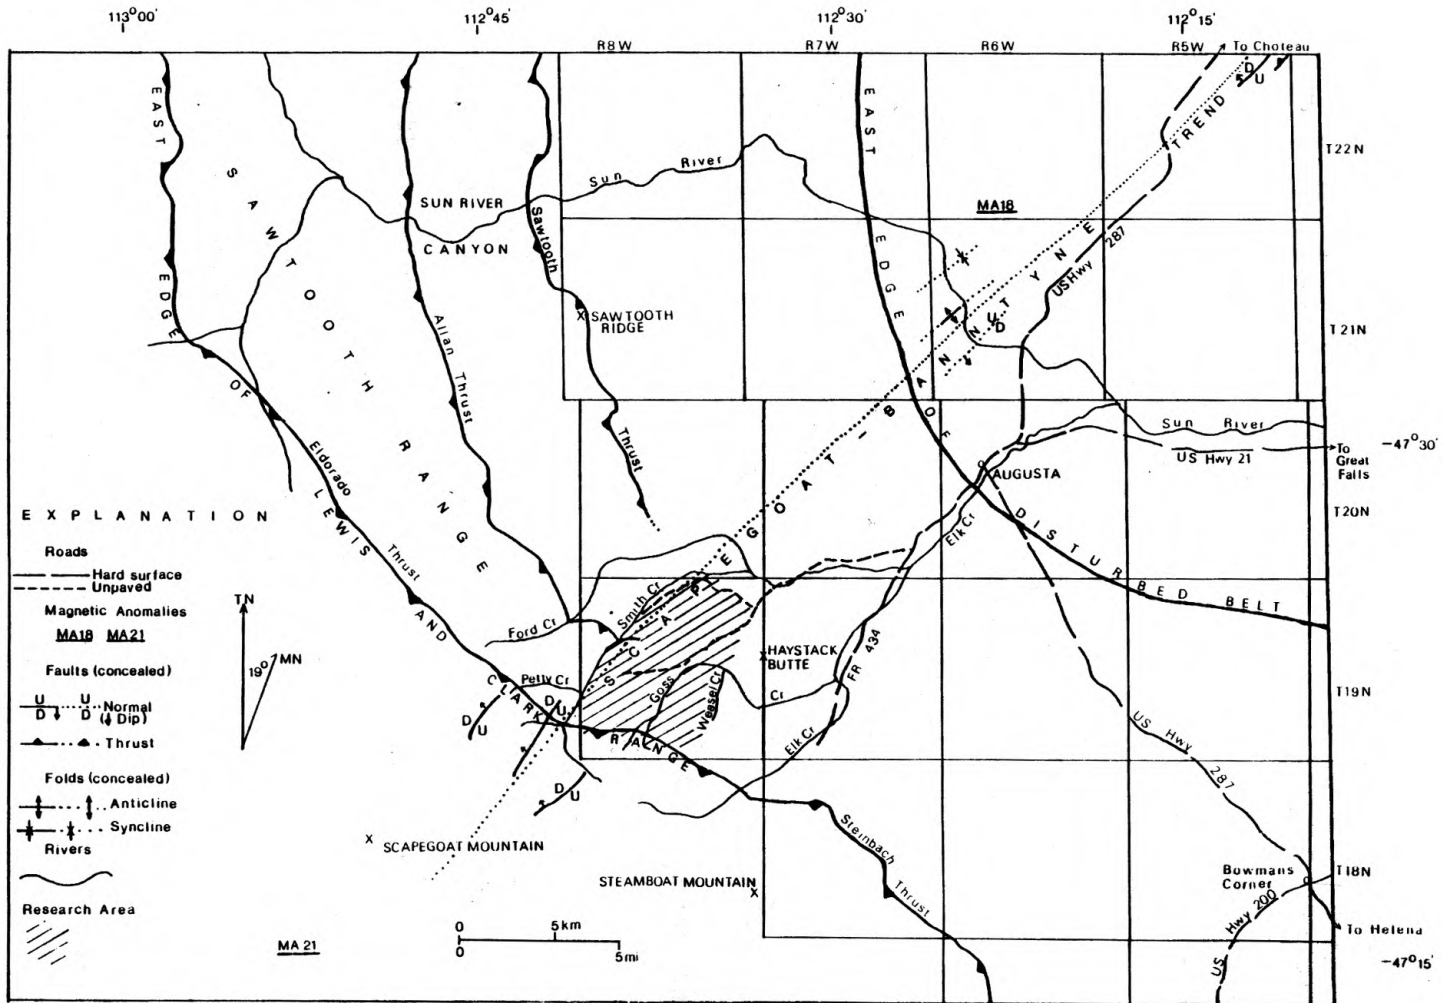 113°00'
112°45'
112°30'
112°15'
R8W
R7W
R6W
R5W
To Choteau
D
U
EAST
EDGE
OF
LEWIS
AND
CLARK
RANGE
SAWTOOTH
RANGE
SUN RIVER
CANYON
Sun River
Sawtooth
Thrust
Allan Thrust
X SAWTOOTH
RIDGE
EAST
EDGE
OF
DISTURBED BELT
MA18
SCAPEGOAT-BANNATYNE TREND
US Hwy 287
U
D
T22N
T21N
Sun River
US Hwy 21
To
Great
Falls
-47°30'
AUGUSTA
Elk Cr
T20N
Eldorado
Thrust
EXPLANATION
Roads
Hard surface
Unpaved
Magnetic Anomalies
MA18 MA21
Faults (concealed)
U U
D D Normal
(↓ Dip)
Thrust
Folds (concealed)
Anticline
Syncline
Rivers
Research Area
TN
19°
MN
Smith Cr
Ford Cr
Petty Cr
D
U
D
U
D
U
Goss
Cr
Weasel Cr
X HAYSTACK
BUTTE
FR 434
Elk Cr
T19N
US Hwy
287
X SCAPEGOAT MOUNTAIN
STEAMBOAT MOUNTAIN X
Steinbach
Thrust
Bowmans
Corner
T18N
US Hwy 200
To Helena
-47°15'
MA 21
0 5km
0 5mi